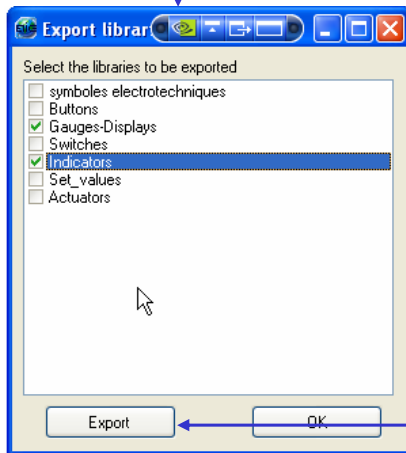 Export librar
Select the libraries to be exported
symboles electrotechniques
Buttons
Gauges-Displays
Switches
Indicators
Set_values
Actuators
Export
OK